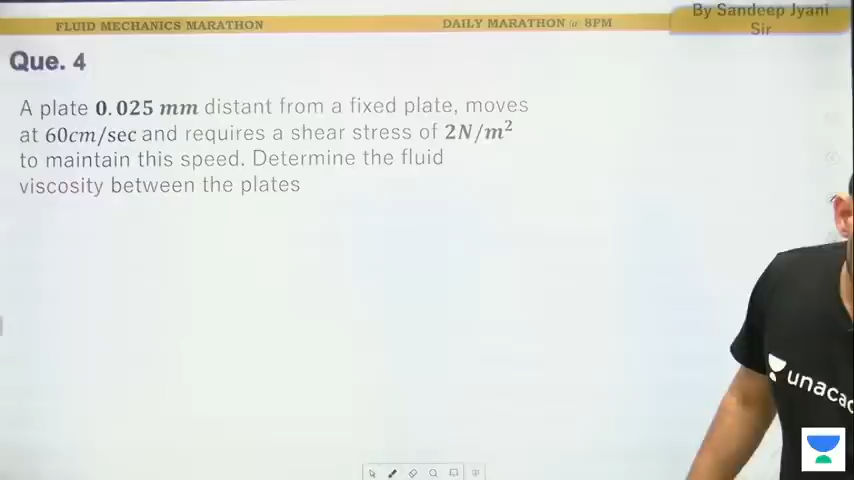 FLUID MECHANICS MARATHON
DAILY MARATHON @ 8PM
By Sandeep Jyani
Sir
Que. 4
A plate 0.025 mm distant from a fixed plate, moves
at 60cm/sec and requires a shear stress of 2N/m²
to maintain this speed. Determine the fluid
viscosity between the plates
unacad